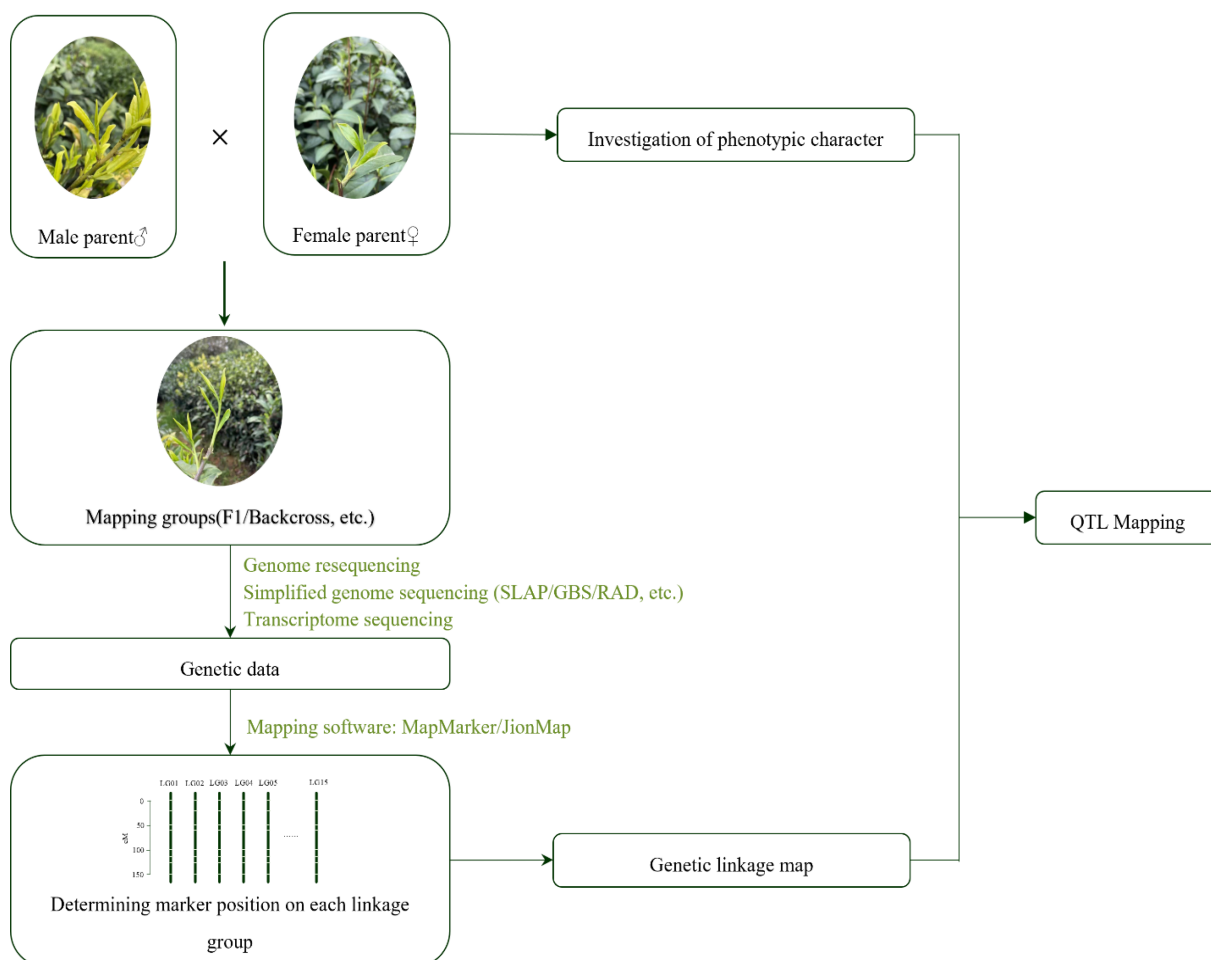 ×
Male parent♂
Female parent♀
Investigation of phenotypic character
Mapping groups(F1/Backcross, etc.)
QTL Mapping
Genome resequencing
Simplified genome sequencing (SLAP/GBS/RAD, etc.)
Transcriptome sequencing
Genetic data
Mapping software: MapMarker/JionMap
LG01 LG02 LG03 LG04 LG05 LG15
0
50
cM
......
100
150
Genetic linkage map
Determining marker position on each linkage
group